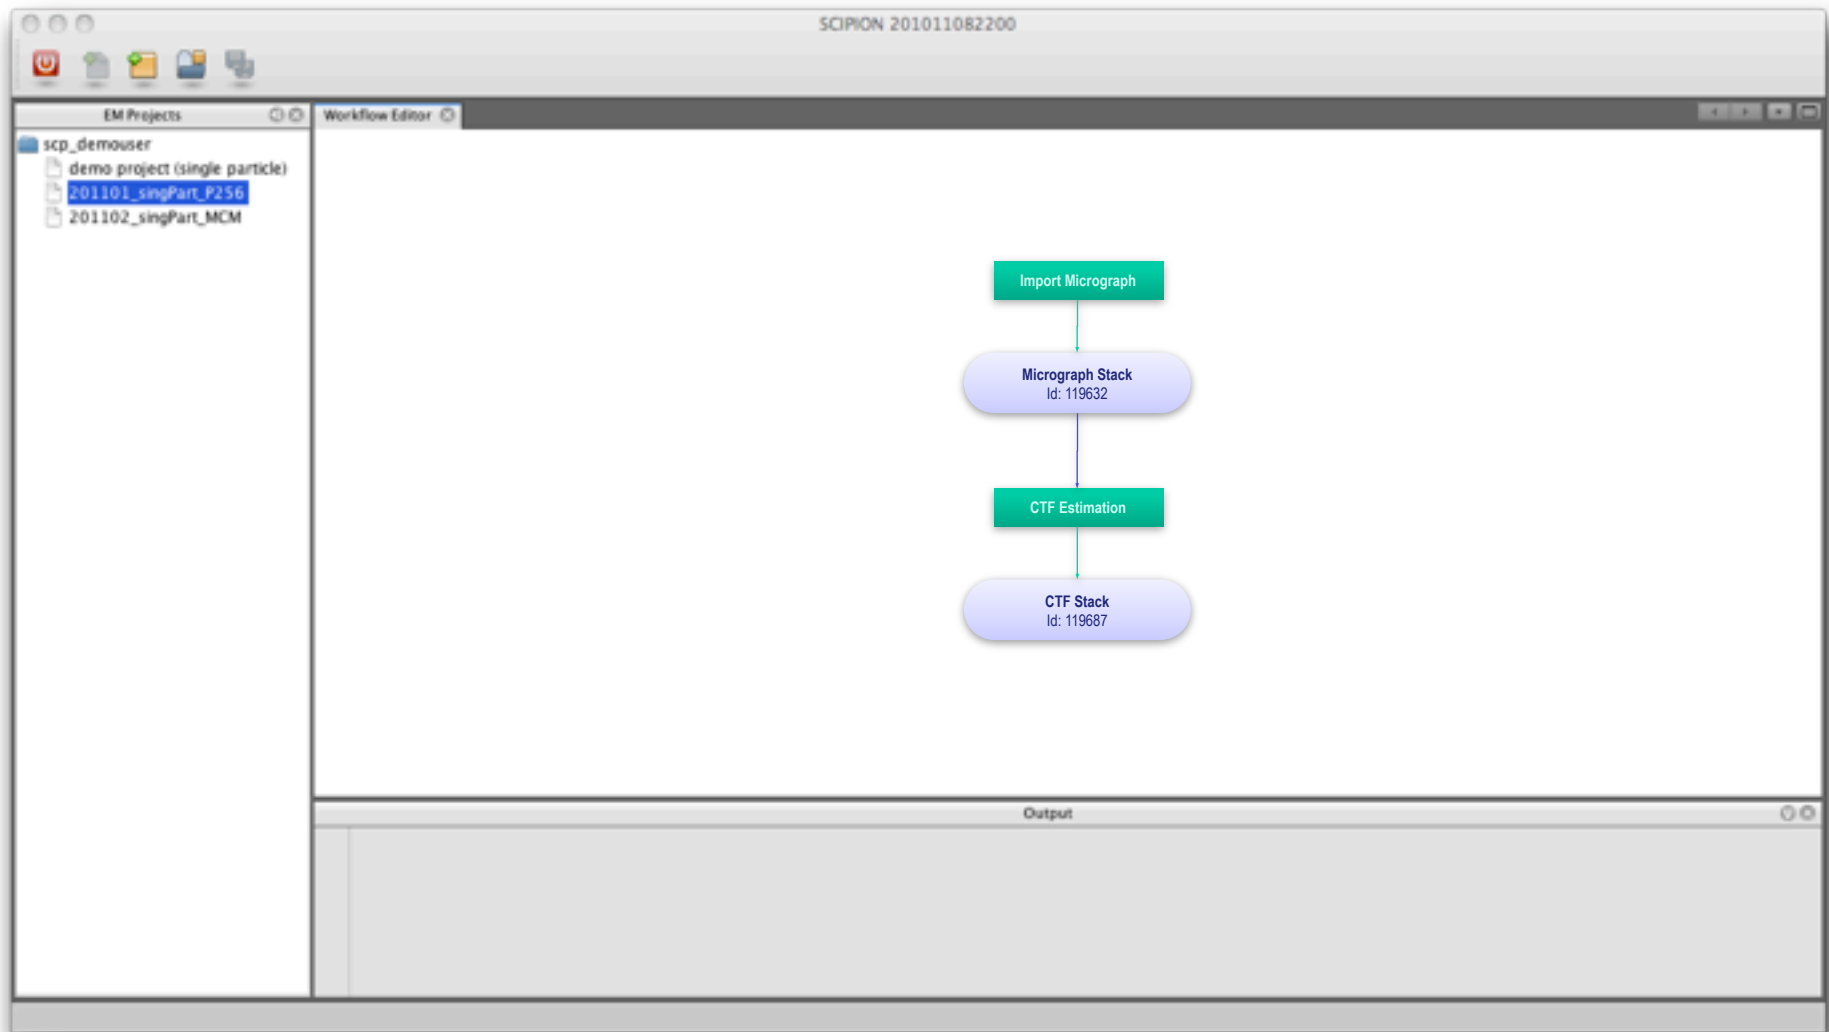 SCIPION 201011082200
EM Projects
Workflow Editor
scp_demouser
demo project (single particle)
201101_singPart_P256
201102_singPart_MCM
Import Micrograph
Micrograph Stack
Id: 119632
CTF Estimation
CTF Stack
Id: 119687
Output